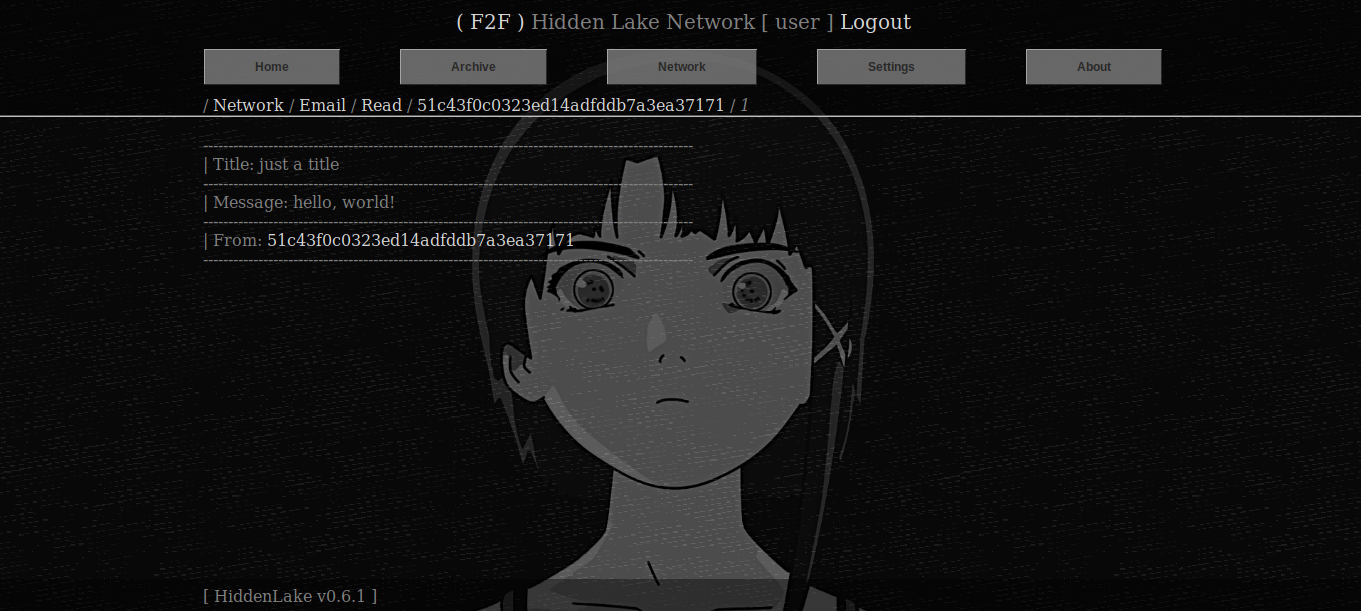 ( F2F ) Hidden Lake Network [ user ] Logout
Home Archive Network Settings About
/ Network / Email / Read / 51c43f0c0323ed14adfddb7a3ea37171 / 1
| Title: just a title
| Message: hello, world!
| From: 51c43f0c0323ed14adfddb7a3ea37171
[ HiddenLake v0.6.1 ]